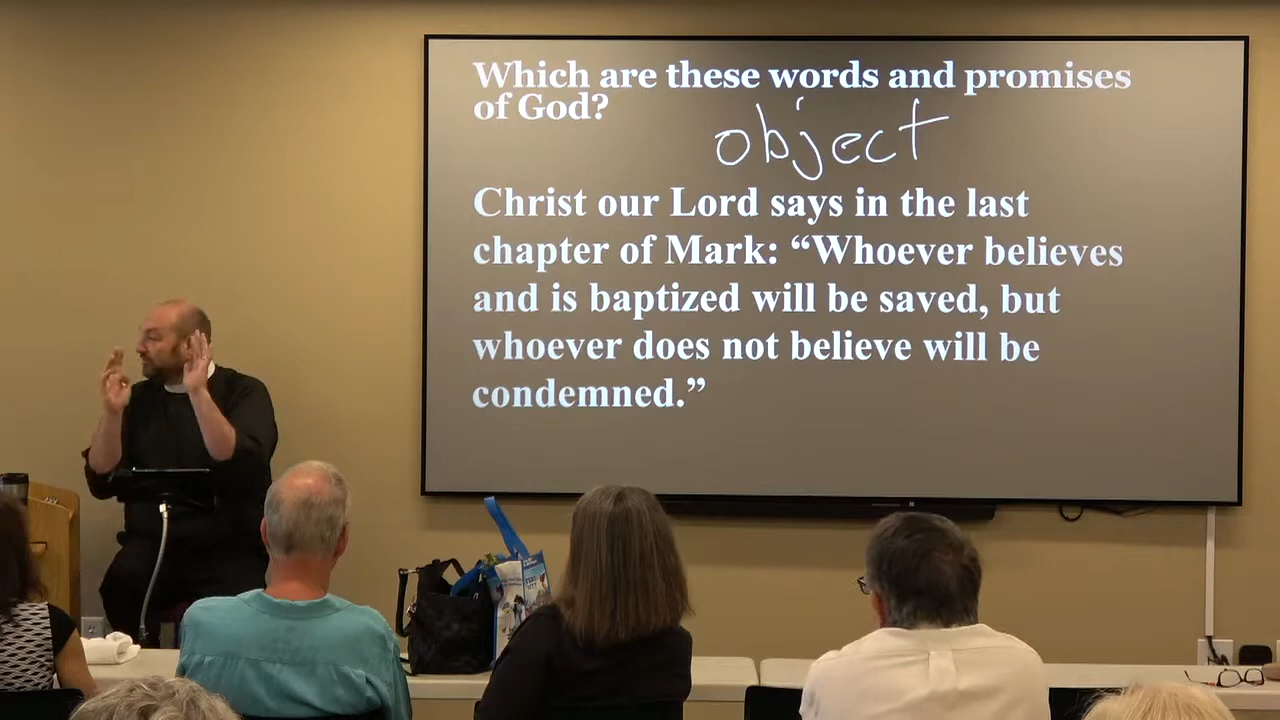 Which are these words and promises
of God?
object
Christ our Lord says in the last
chapter of Mark: “Whoever believes
and is baptized will be saved, but
whoever does not believe will be
condemned.”